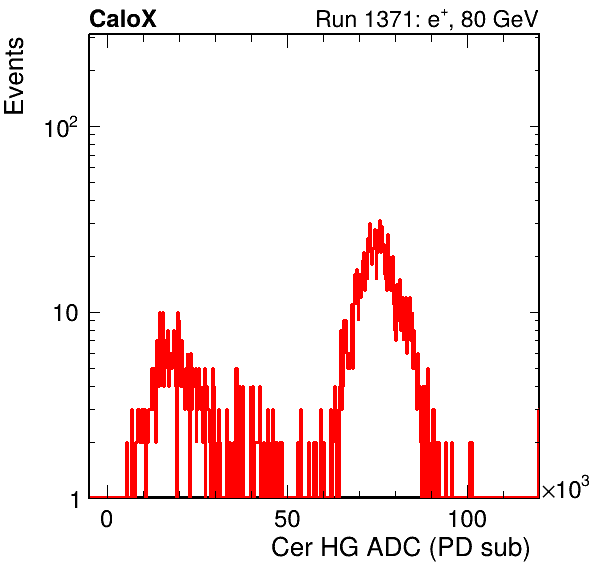 CaloX Run 1371: e⁺, 80 GeV
Events
10²
10
1
0 50 100 ×10³
Cer HG ADC (PD sub)